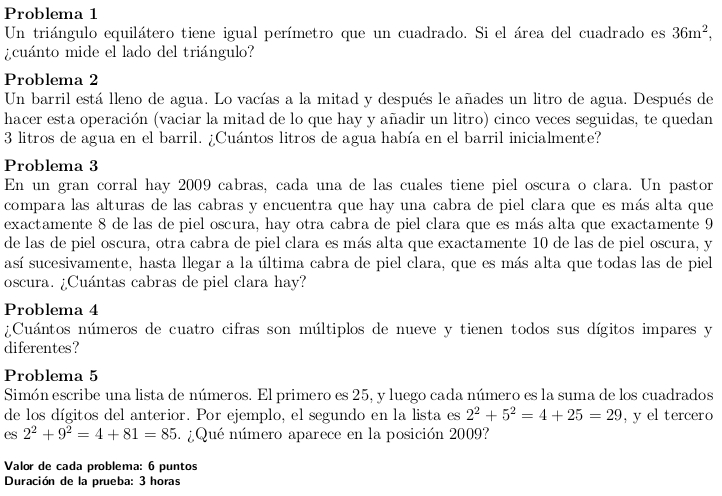 Problema 1
Un triángulo equilátero tiene igual perímetro que un cuadrado. Si el área del cuadrado es 36m², ¿cuánto mide el lado del triángulo?
Problema 2
Un barril está lleno de agua. Lo vacías a la mitad y después le añades un litro de agua. Después de
hacer esta operación (vaciar la mitad de lo que hay y añadir un litro) cinco veces seguidas, te quedan
3 litros de agua en el barril. ¿Cuántos litros de agua había en el barril inicialmente?
Problema 3
En un gran corral hay 2009 cabras, cada una de las cuales tiene piel oscura o clara. Un pastor
compara las alturas de las cabras y encuentra que hay una cabra de piel clara que es más alta que
exactamente 8 de las de piel oscura, hay otra cabra de piel clara que es más alta que exactamente 9
de las de piel oscura, otra cabra de piel clara es más alta que exactamente 10 de las de piel oscura, y
así sucesivamente, hasta llegar a la última cabra de piel clara, que es más alta que todas las de piel
oscura. ¿Cuántas cabras de piel clara hay?
Problema 4
¿Cuántos números de cuatro cifras son múltiplos de nueve y tienen todos sus dígitos impares y
diferentes?
Problema 5
Simón escribe una lista de números. El primero es 25, y luego cada número es la suma de los cuadrados
de los dígitos del anterior. Por ejemplo, el segundo en la lista es 2² + 5² = 4 + 25 = 29, y el tercero
es 2² + 9² = 4 + 81 = 85. ¿Qué número aparece en la posición 2009?
Valor de cada problema: 6 puntos
Duración de la prueba: 3 horas